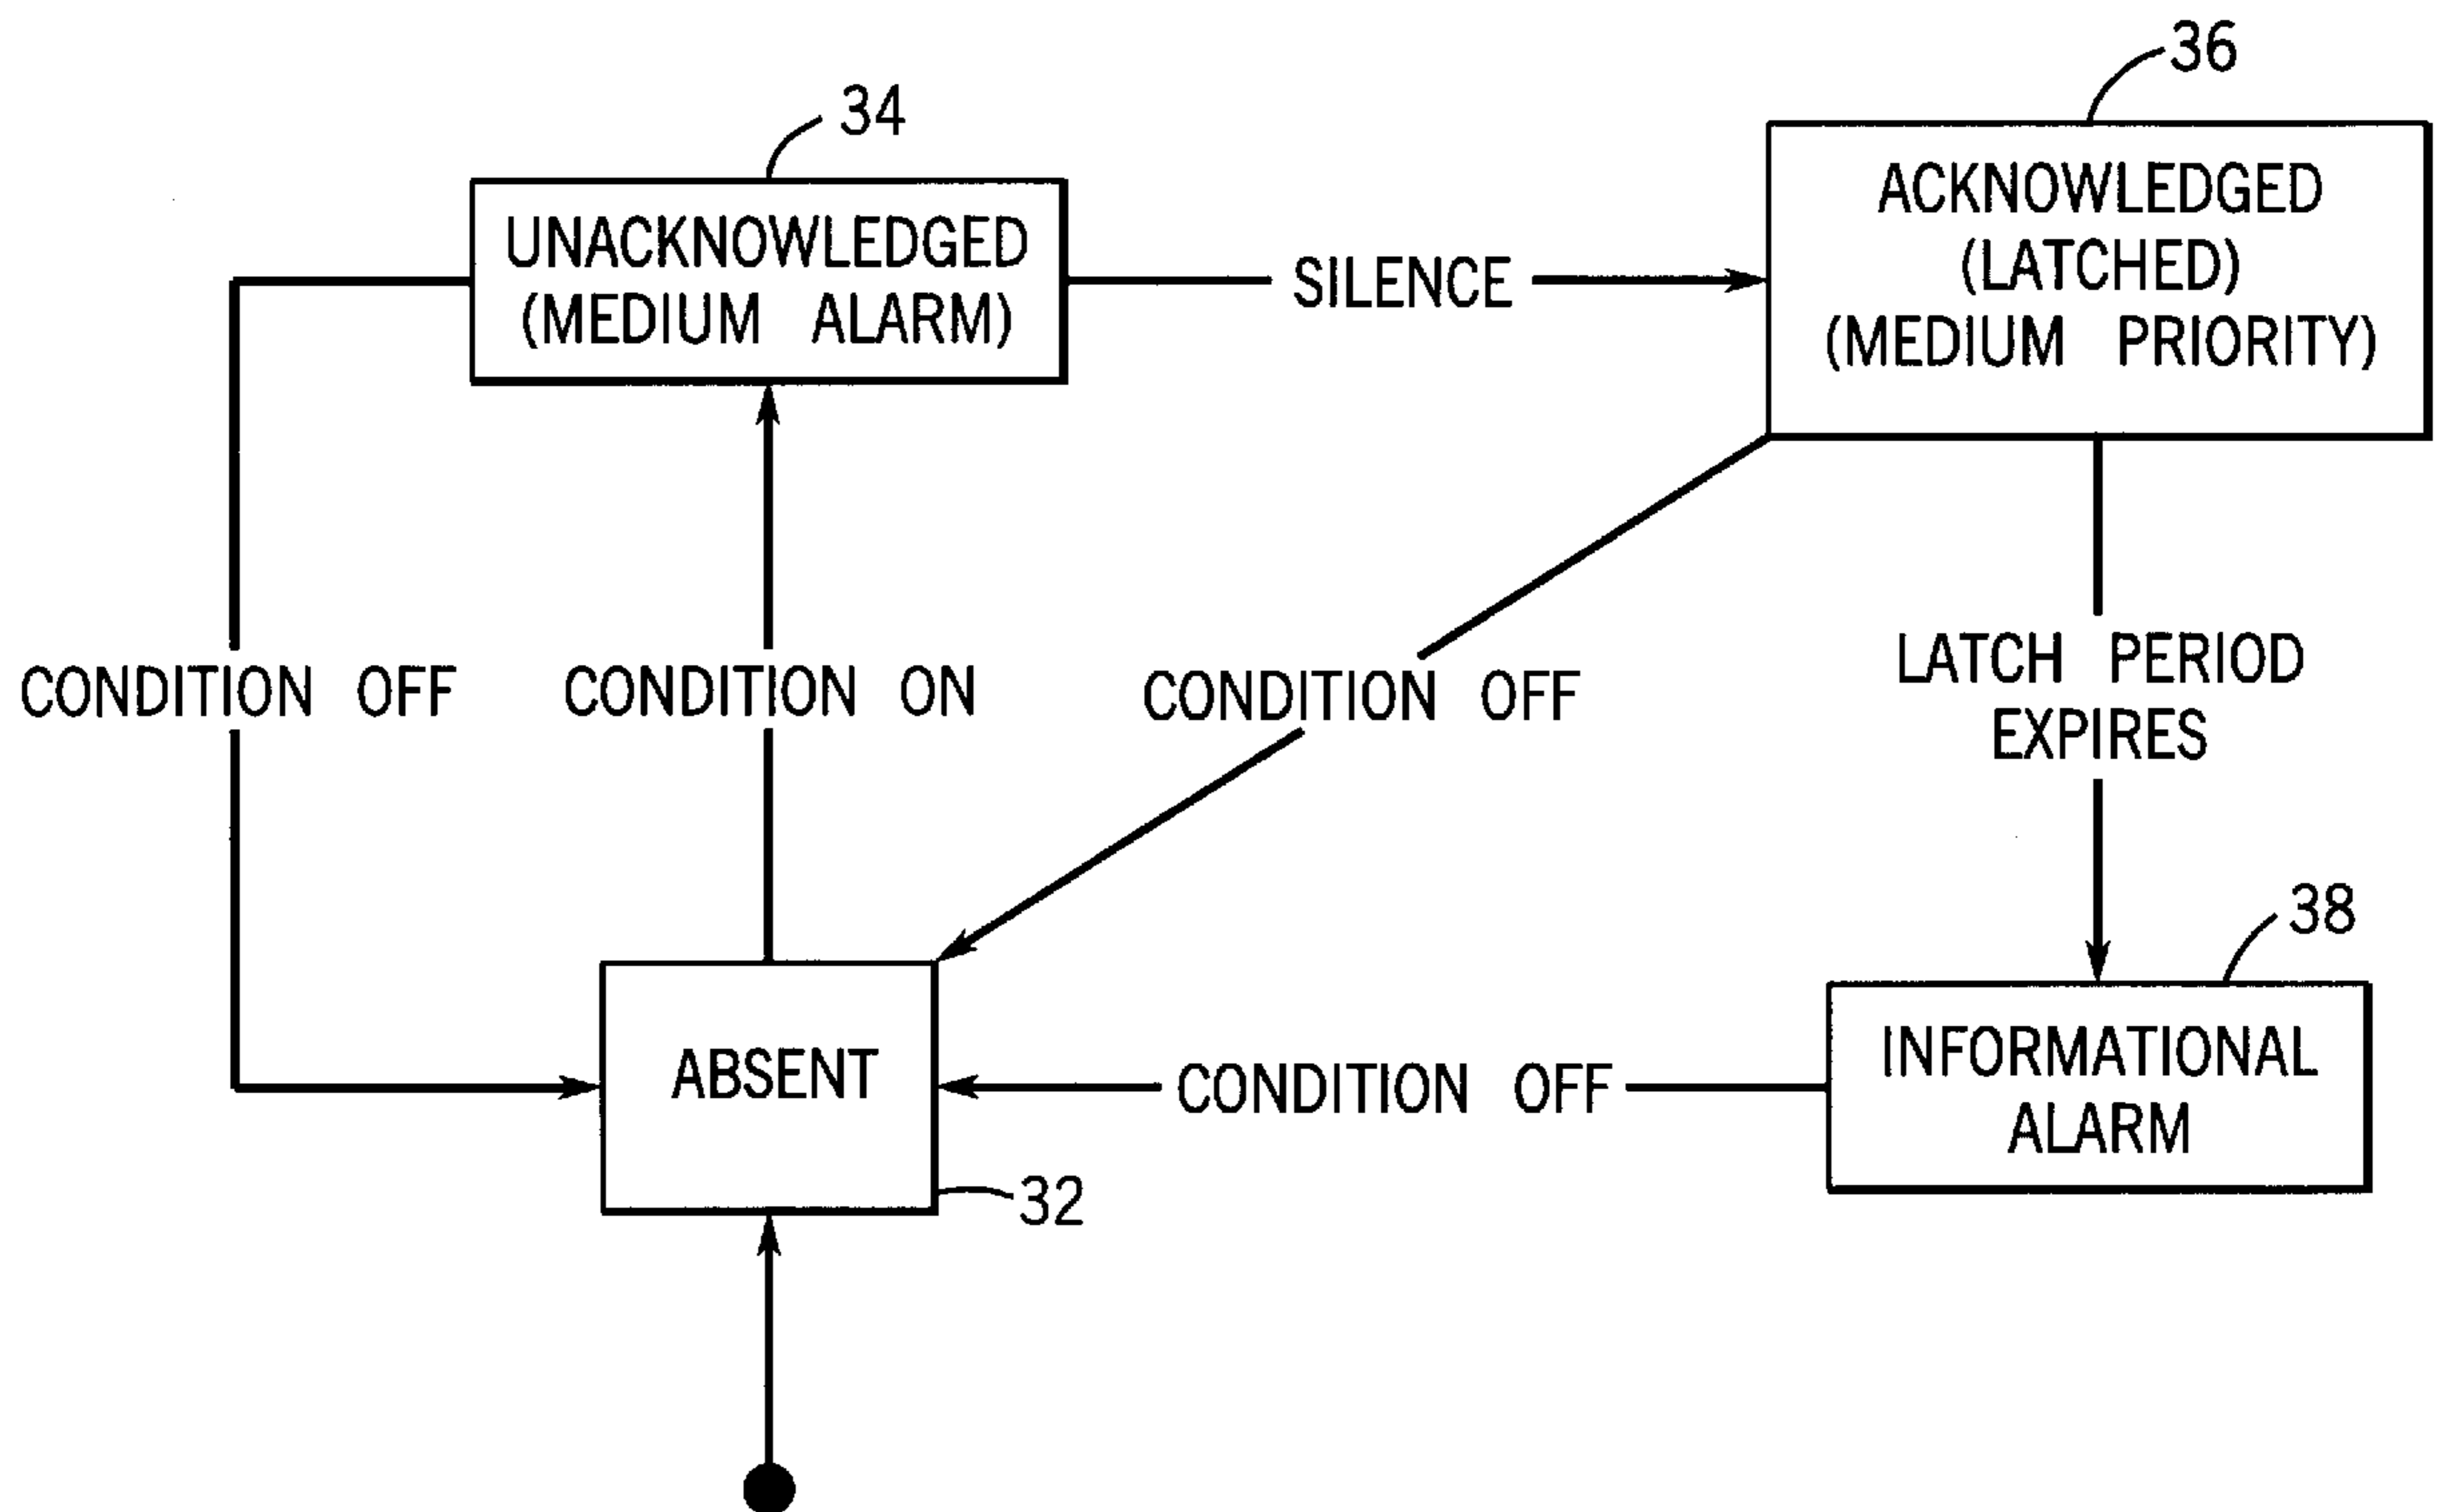 36
34
ACKNOWLEDGED
(LATCHED)
(MEDIUM PRIORITY)
UNACKNOWLEDGED
(MEDIUM ALARM)
SILENCE
CONDITION OFF
CONDITION ON
CONDITION OFF
LATCH PERIOD
EXPIRES
38
ABSENT
CONDITION OFF
INFORMATIONAL
ALARM
32